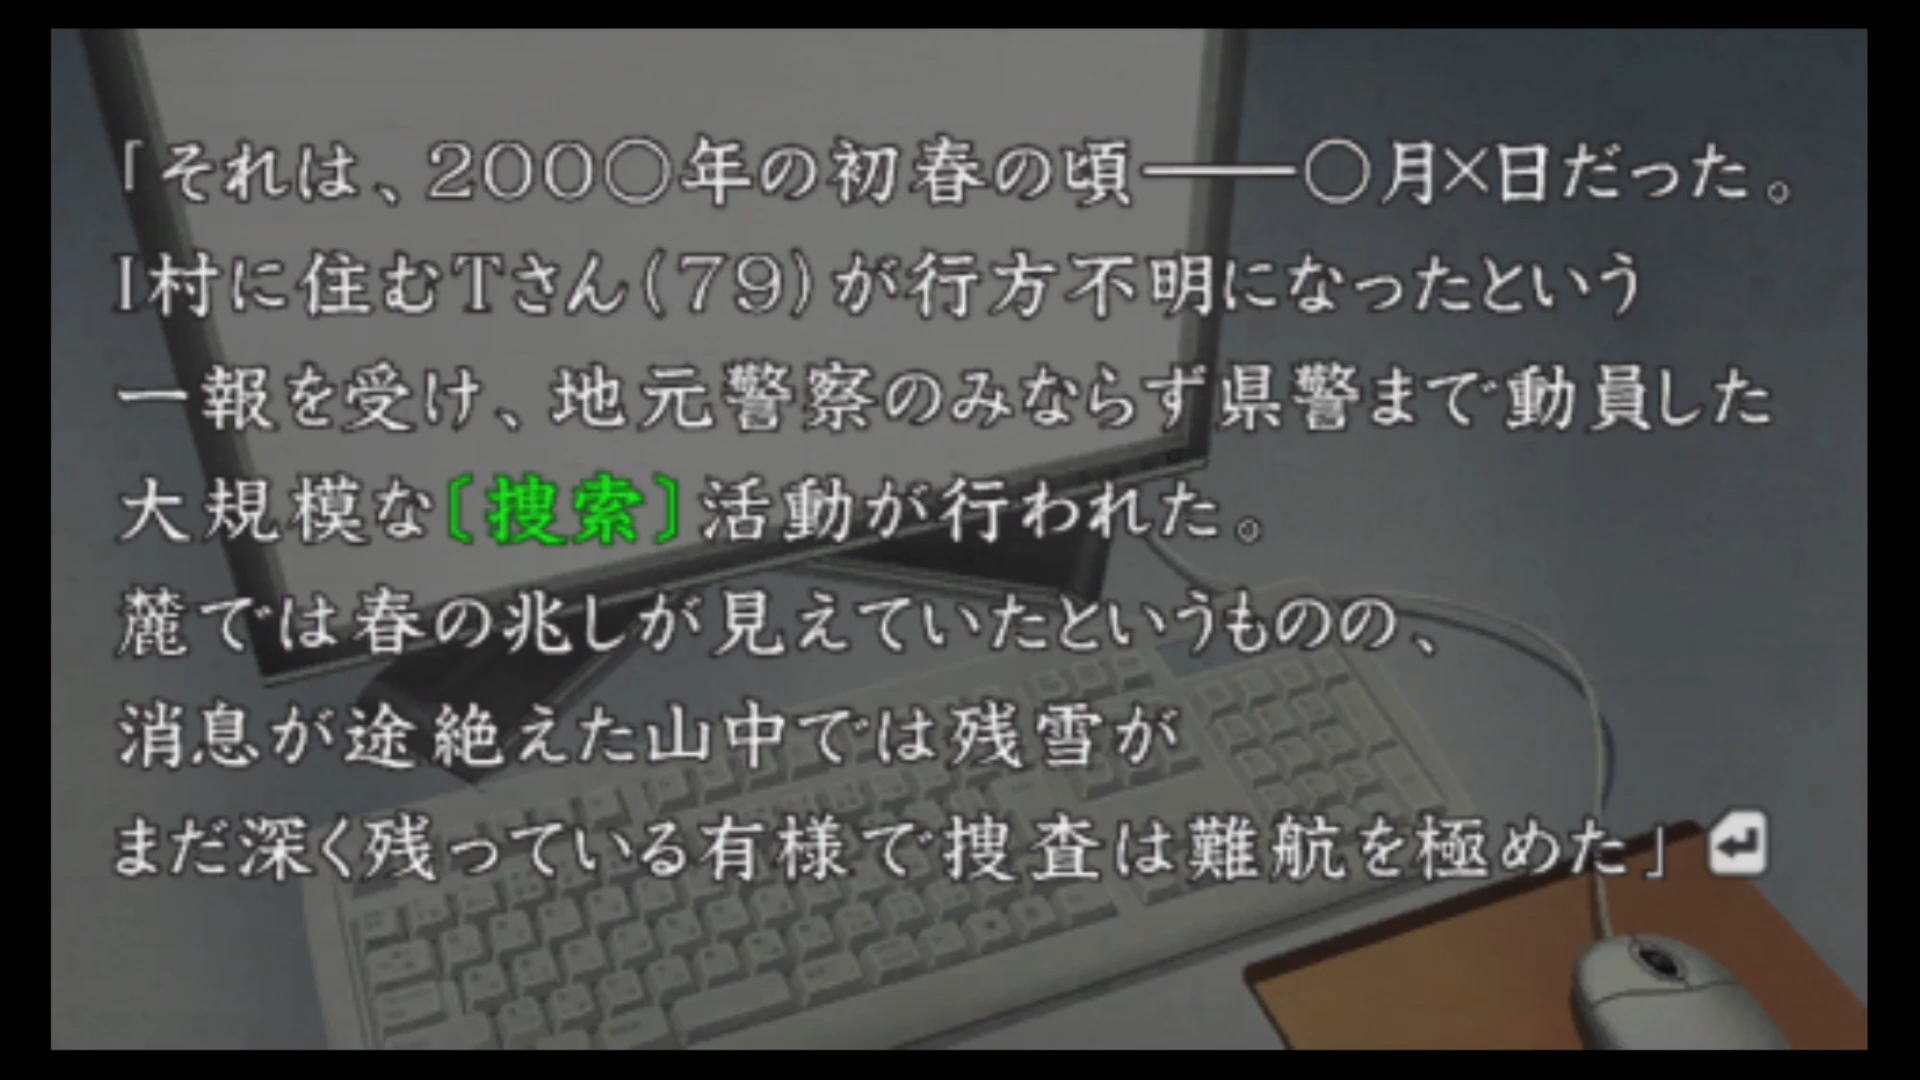 「それは、200〇年の初春の頃――〇月×日だった。
I村に住むTさん(79)が行方不明になったという
一報を受け、地元警察のみならず県警まで動員した
大規模な〔捜索〕活動が行われた。
麓では春の兆しが見えていたというものの、
消息が途絶えた山中では残雪が
まだ深く残っている有様で捜査は難航を極めた」